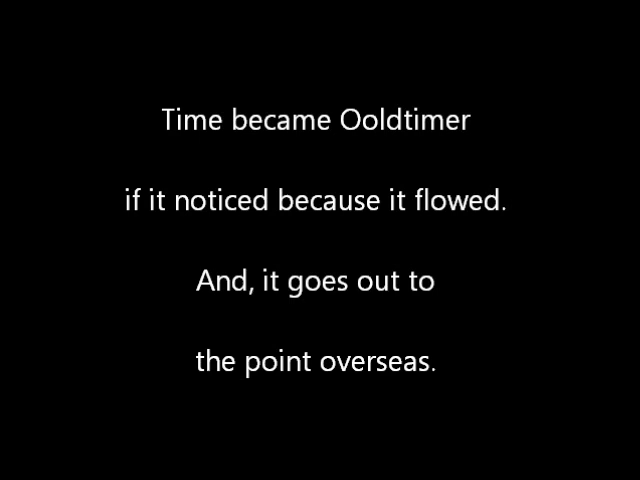 Time became Ooldtimer
if it noticed because it flowed.
And, it goes out to
the point overseas.